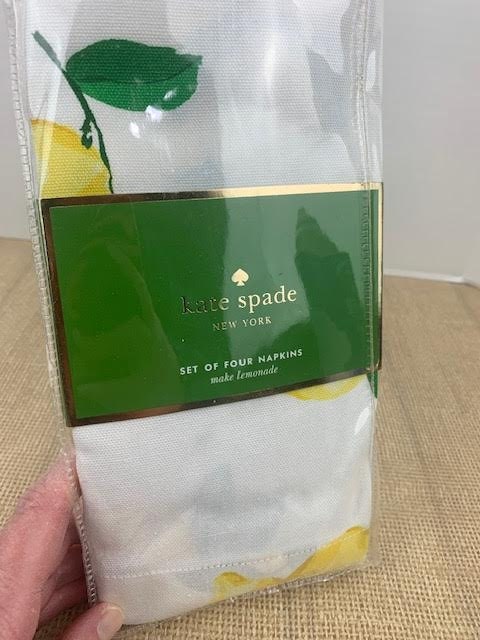 kate spade
NEW YORK
SET OF FOUR NAPKINS
make lemonade